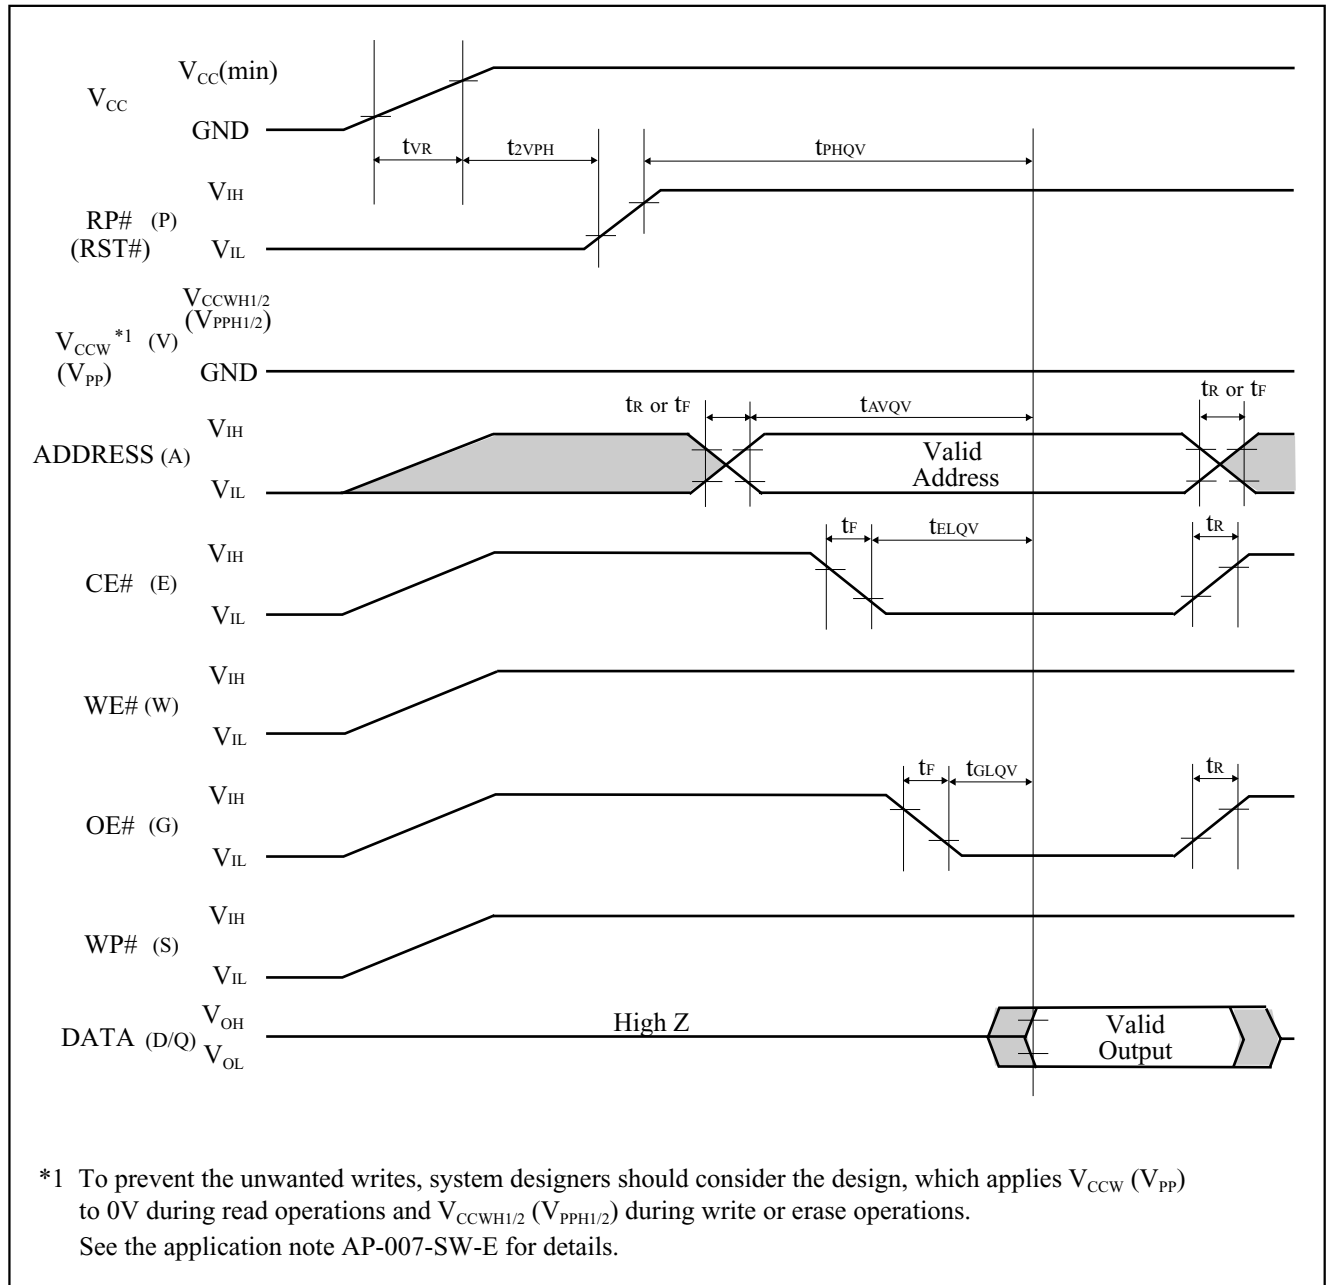 VCC(min)
VCC
GND
tVR
t2VPH
tPHQV
VIH
RP# (P)
(RST#)
VIL
VCCWH1/2
(VPPH1/2)
VCCW *1 (V)
(VPP)
GND
tR or tF
tAVQV
tR or tF
VIH
ADDRESS (A)
Valid
Address
VIL
tF
tELQV
tR
VIH
CE# (E)
VIL
VIH
WE# (W)
VIL
tF
tGLQV
tR
VIH
OE# (G)
VIL
VIH
WP# (S)
VIL
VOH
DATA (D/Q)
VOL
High Z
Valid
Output
*1 To prevent the unwanted writes, system designers should consider the design, which applies VCCW (VPP)
to 0V during read operations and VCCWH1/2 (VPPH1/2) during write or erase operations.
See the application note AP-007-SW-E for details.